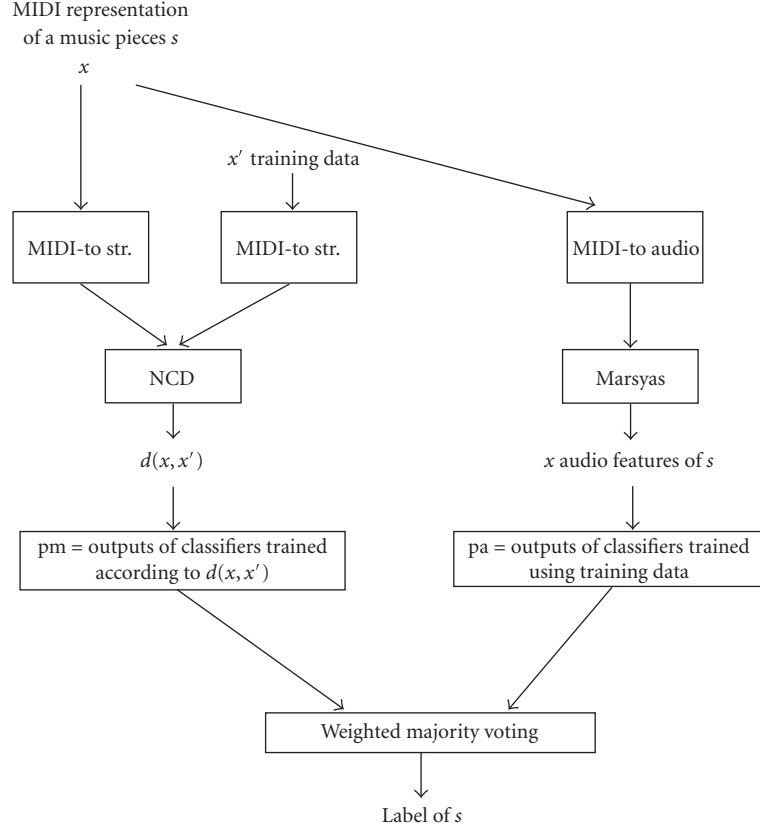 MIDI representation
of a music pieces s
x
x′ training data
MIDI-to str.
MIDI-to str.
MIDI-to audio
NCD
Marsyas
d(x, x′)
x audio features of s
pm = outputs of classifiers trained
according to d(x, x′)
pa = outputs of classifiers trained
using training data
Weighted majority voting
Label of s